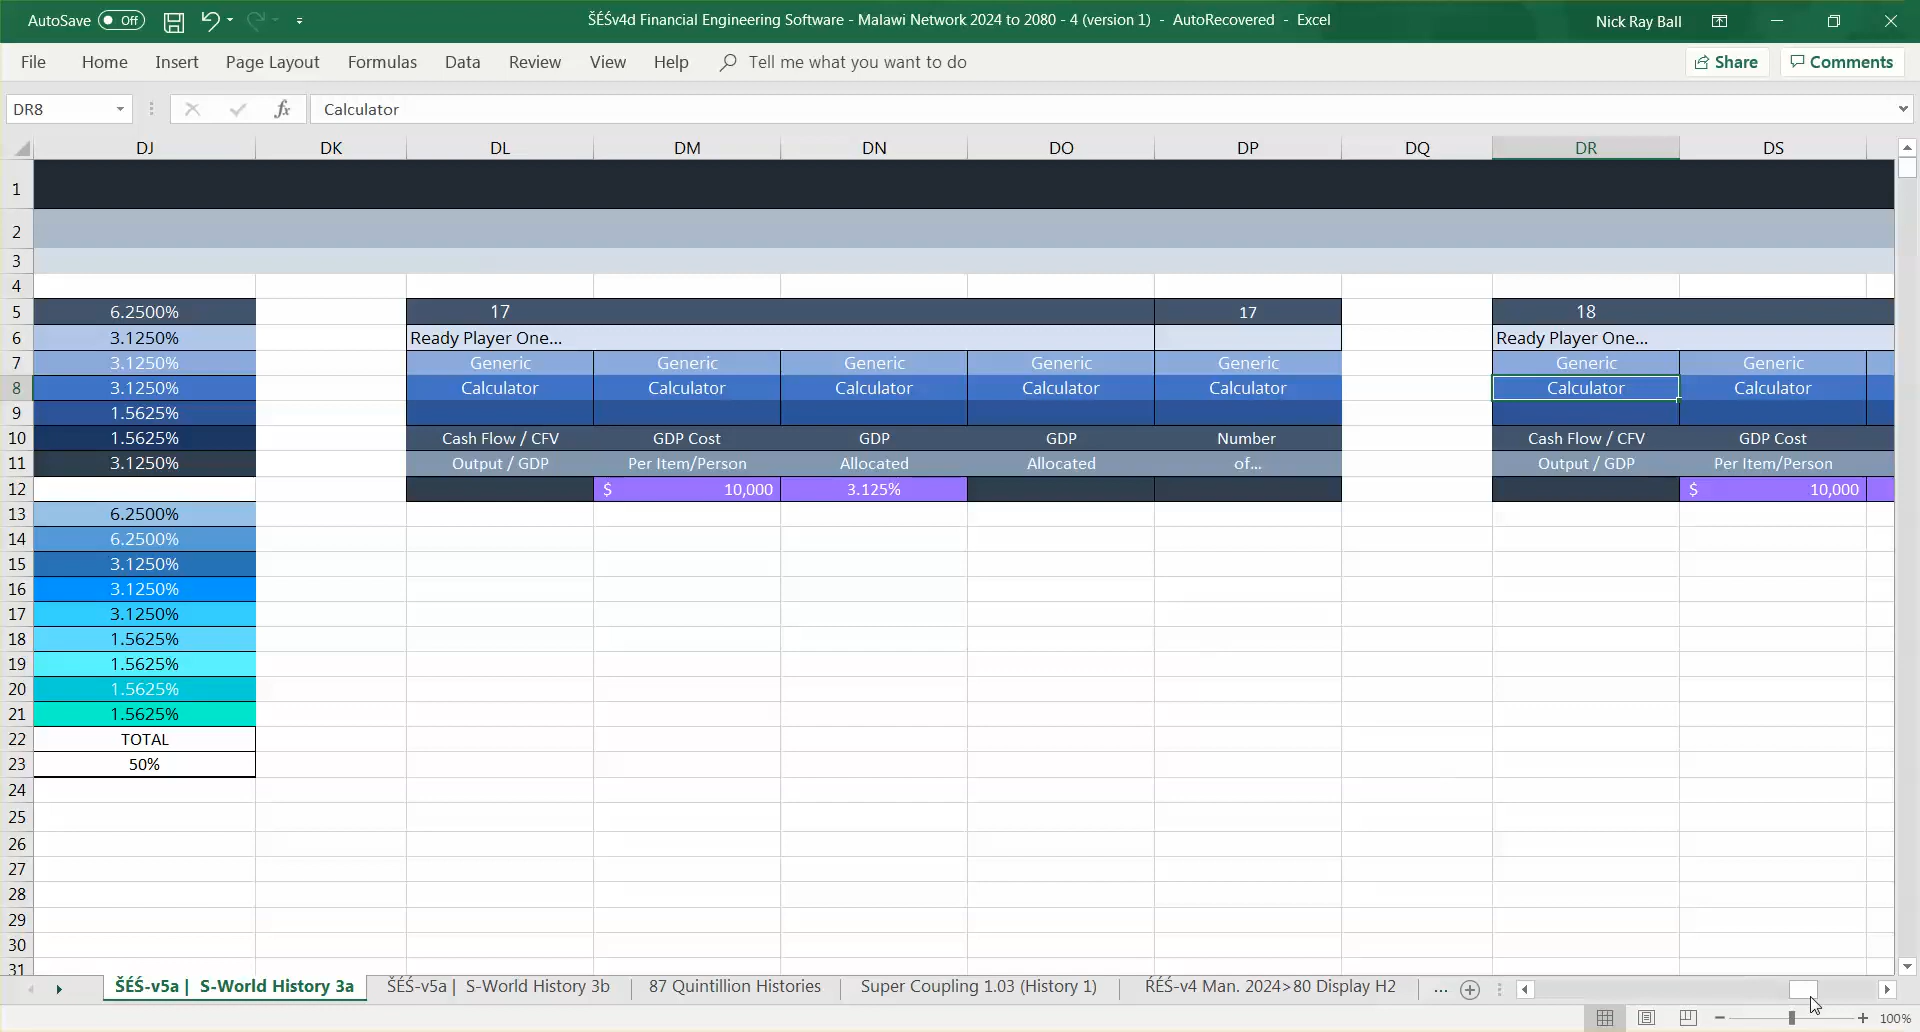 AutoSave Off ŠÉŚv4d Financial Engineering Software - Malawi Network 2024 to 2080 - 4 (version 1) - AutoRecovered - Excel Nick Ray Ball
File Home Insert Page Layout Formulas Data Review View Help Tell me what you want to do Share Comments
DR8 fx Calculator
DJ DK DL DM DN DO DP DQ DR DS
1
2
3
4
5 6.2500% 17 17 18
6 3.1250% Ready Player One... Ready Player One...
7 3.1250% Generic Generic Generic Generic Generic Generic Generic
8 3.1250% Calculator Calculator Calculator Calculator Calculator Calculator Calculator
9 1.5625%
10 1.5625% Cash Flow / CFV GDP Cost GDP GDP Number Cash Flow / CFV GDP Cost
11 3.1250% Output / GDP Per Item/Person Allocated Allocated of... Output / GDP Per Item/Person
12 $ 10,000 3.125% $ 10,000
13 6.2500%
14 6.2500%
15 3.1250%
16 3.1250%
17 3.1250%
18 1.5625%
19 1.5625%
20 1.5625%
21 1.5625%
22 TOTAL
23 50%
24
25
26
27
28
29
30
31
ŠÉŚ-v5a | S-World History 3a ŠÉŚ-v5a | S-World History 3b 87 Quintillion Histories Super Coupling 1.03 (History 1) ŔÉŚ-v4 Man. 2024>80 Display H2 ...
100%